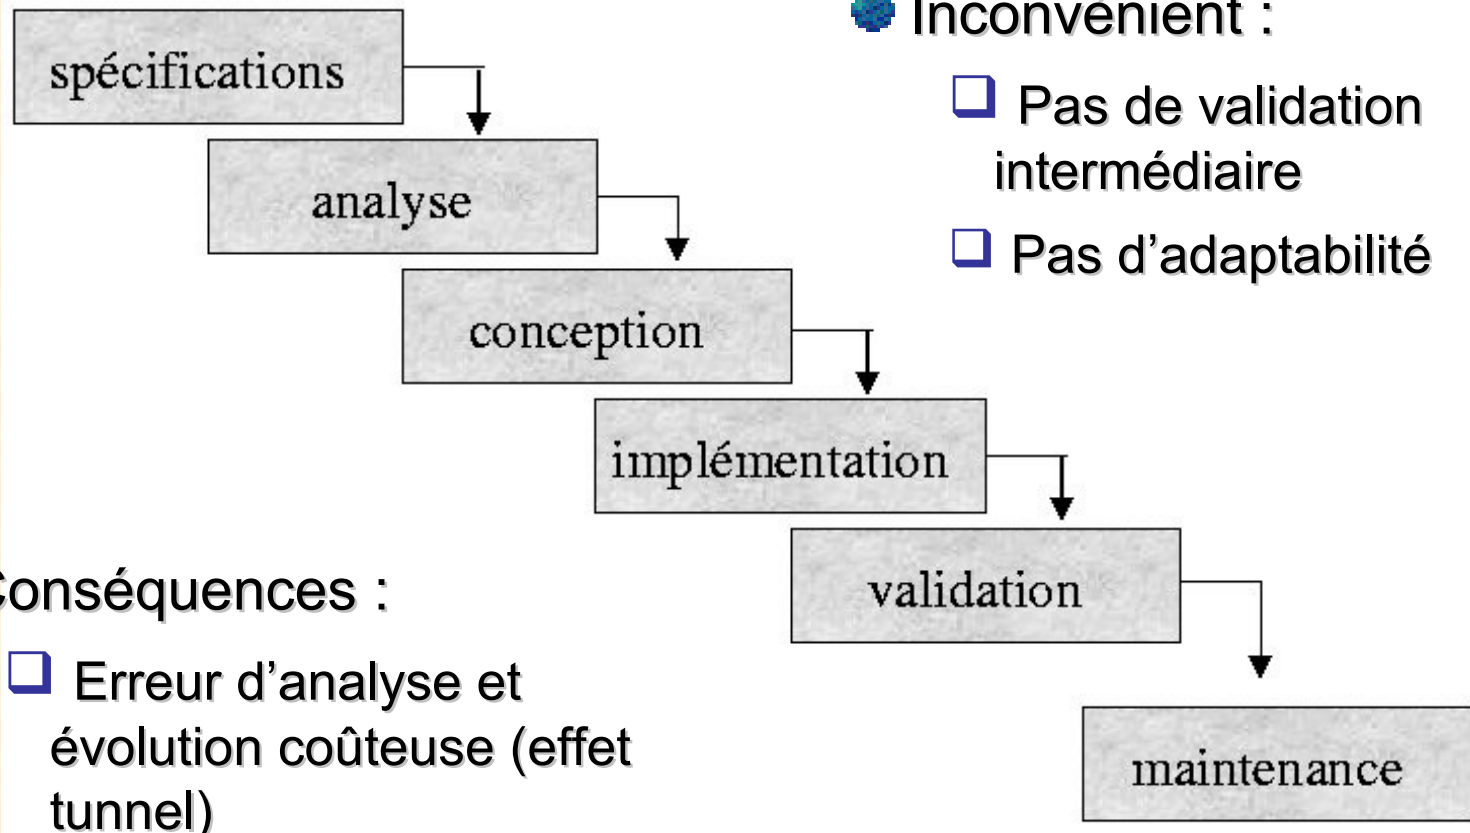 spécifications
analyse
conception
implémentation
validation
maintenance
Inconvénient :
Pas de validation
intermédiaire
Pas d’adaptabilité
Conséquences :
Erreur d’analyse et
évolution coûteuse (effet
tunnel)